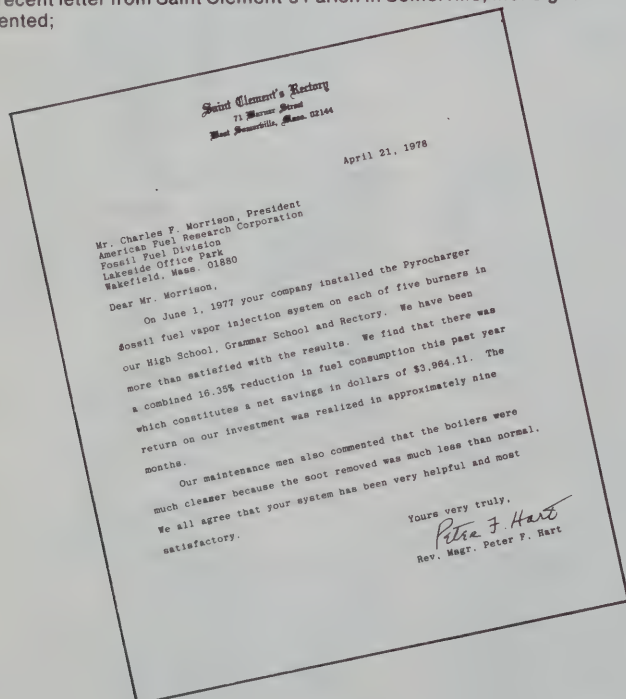 recent letter from Saint Clement's Parish in
ented;
Saint Clement's Rectory
71 Warner Street
West Somerville, Mass. 02144
April 21, 1978
Mr. Charles F. Morrison, President
American Fuel Research Corporation
Fossil Fuel Division
Lakeside Office Park
Wakefield, Mass. 01880
Dear Mr. Morrison,
On June 1, 1977 your company installed the Pyrocharger
fossil fuel vapor injection system on each of five burners in
our High School, Grammar School and Rectory. We have been
more than satisfied with the results. We find that there was
a combined 16.35% reduction in fuel consumption this past year
which constitutes a net savings in dollars of $3,964.11. The
return on our investment was realized in approximately nine
months.
Our maintenance men also commented that the boilers were
much cleaner because the soot removed was much less than normal.
We all agree that your system has been very helpful and most
satisfactory.
Yours very truly,
Peter F. Hart
Rev. Msgr. Peter F. Hart